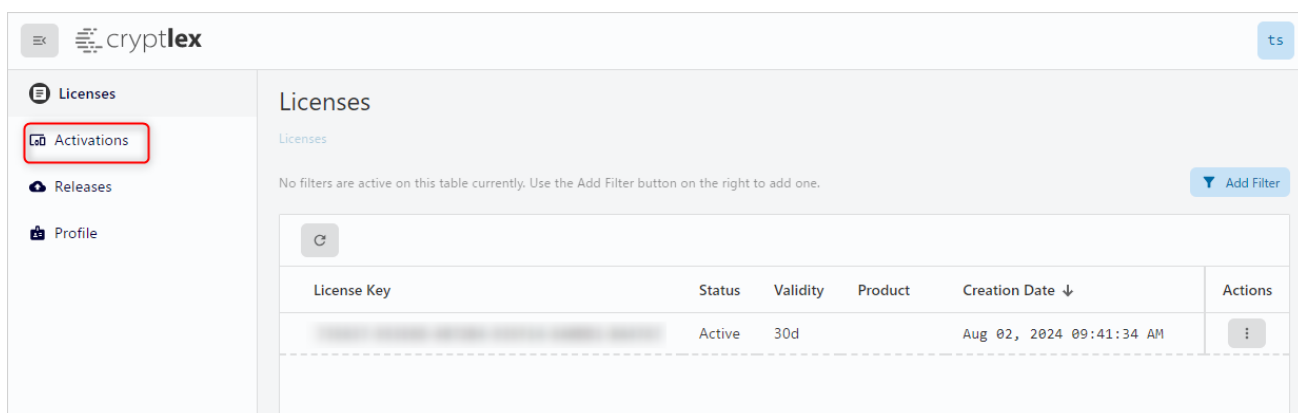 cryptlex
ts
Licenses
Activations
Releases
Profile
Licenses
Licenses
No filters are active on this table currently. Use the Add Filter button on the right to add one.
Add Filter
License Key Status Validity Product Creation Date Actions
Active 30d Aug 02, 2024 09:41:34 AM